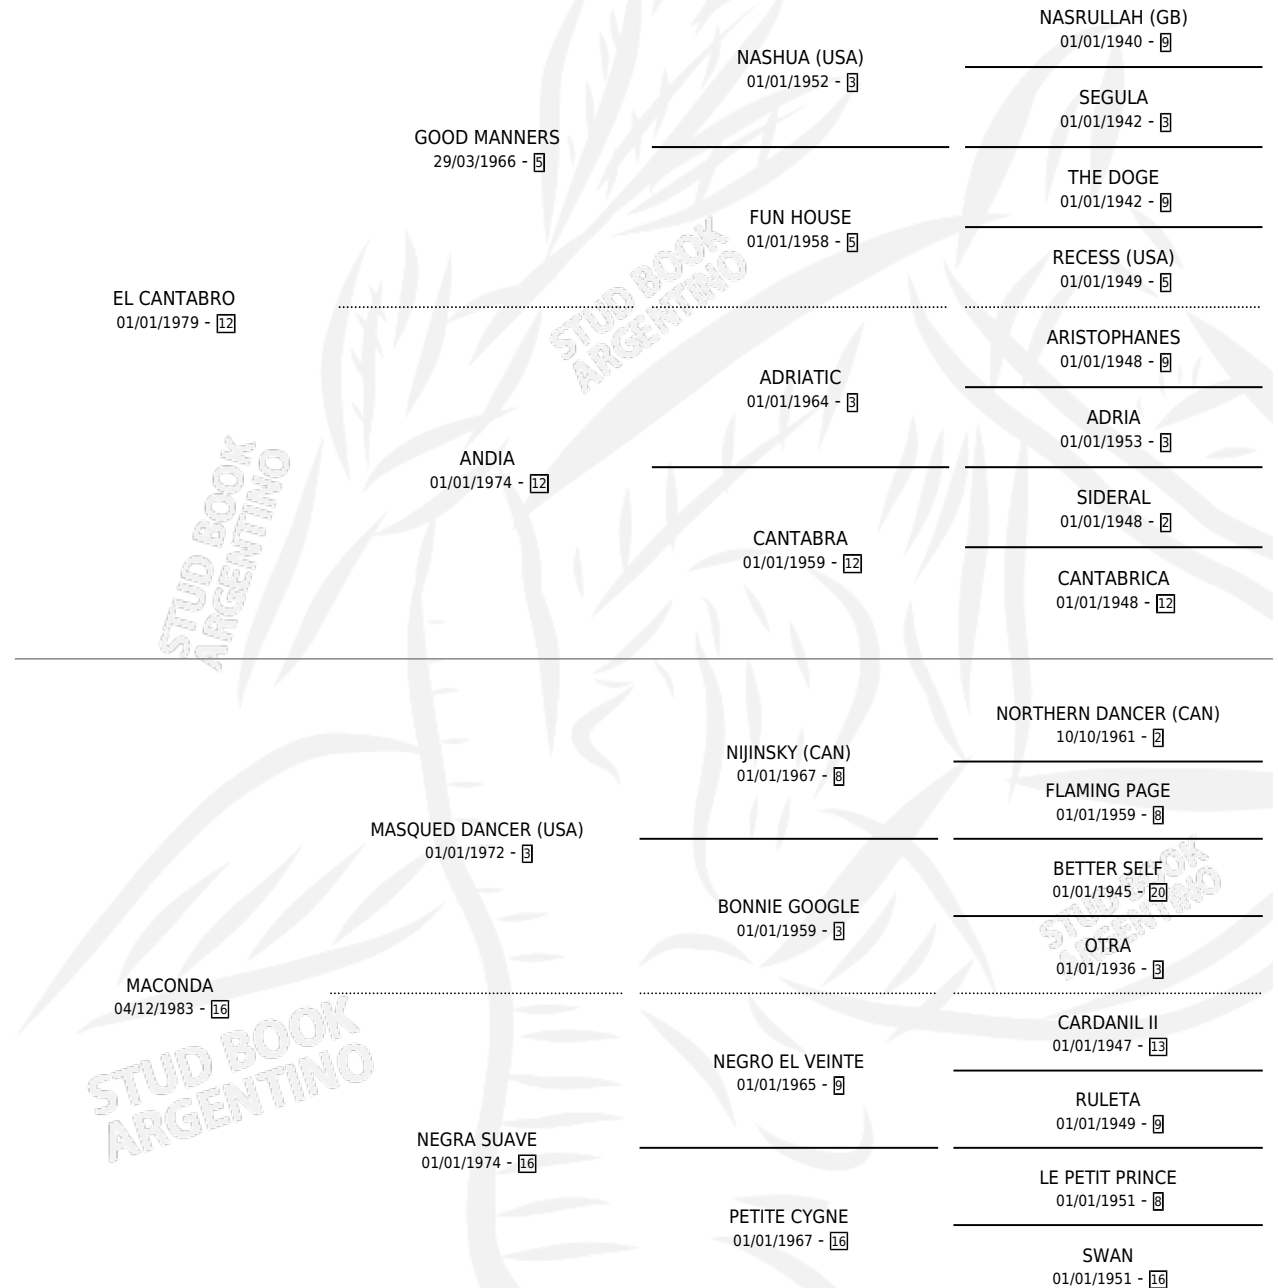 NASRULLAH (GB)
01/01/1940 - 9
NASHUA (USA)
01/01/1952 - 3
SEGULA
01/01/1942 - 3
GOOD MANNERS
29/03/1966 - 5
THE DOGE
01/01/1942 - 9
FUN HOUSE
01/01/1958 - 5
RECESS (USA)
01/01/1949 - 5
EL CANTABRO
01/01/1979 - 12
ARISTOPHANES
01/01/1948 - 9
ADRIATIC
01/01/1964 - 3
ADRIA
01/01/1953 - 3
ANDIA
01/01/1974 - 12
SIDERAL
01/01/1948 - 2
CANTABRA
01/01/1959 - 12
CANTABRICA
01/01/1948 - 12
NORTHERN DANCER (CAN)
10/10/1961 - 2
NIJINSKY (CAN)
01/01/1967 - 8
FLAMING PAGE
01/01/1959 - 8
MASQUED DANCER (USA)
01/01/1972 - 3
BETTER SELF
01/01/1945 - 20
BONNIE GOOGLE
01/01/1959 - 3
OTRA
01/01/1936 - 3
MACONDA
04/12/1983 - 16
CARDANIL II
01/01/1947 - 13
NEGRO EL VEINTE
01/01/1965 - 9
RULETA
01/01/1949 - 9
NEGRA SUAVE
01/01/1974 - 16
LE PETIT PRINCE
01/01/1951 - 8
PETITE CYGNE
01/01/1967 - 16
SWAN
01/01/1951 - 16
STUD BOOK
ARGENTINO
STUD BOOK
ARGENTINO
STUD BOOK
ARGENTINO
STUD BOOK
ARGENTINO